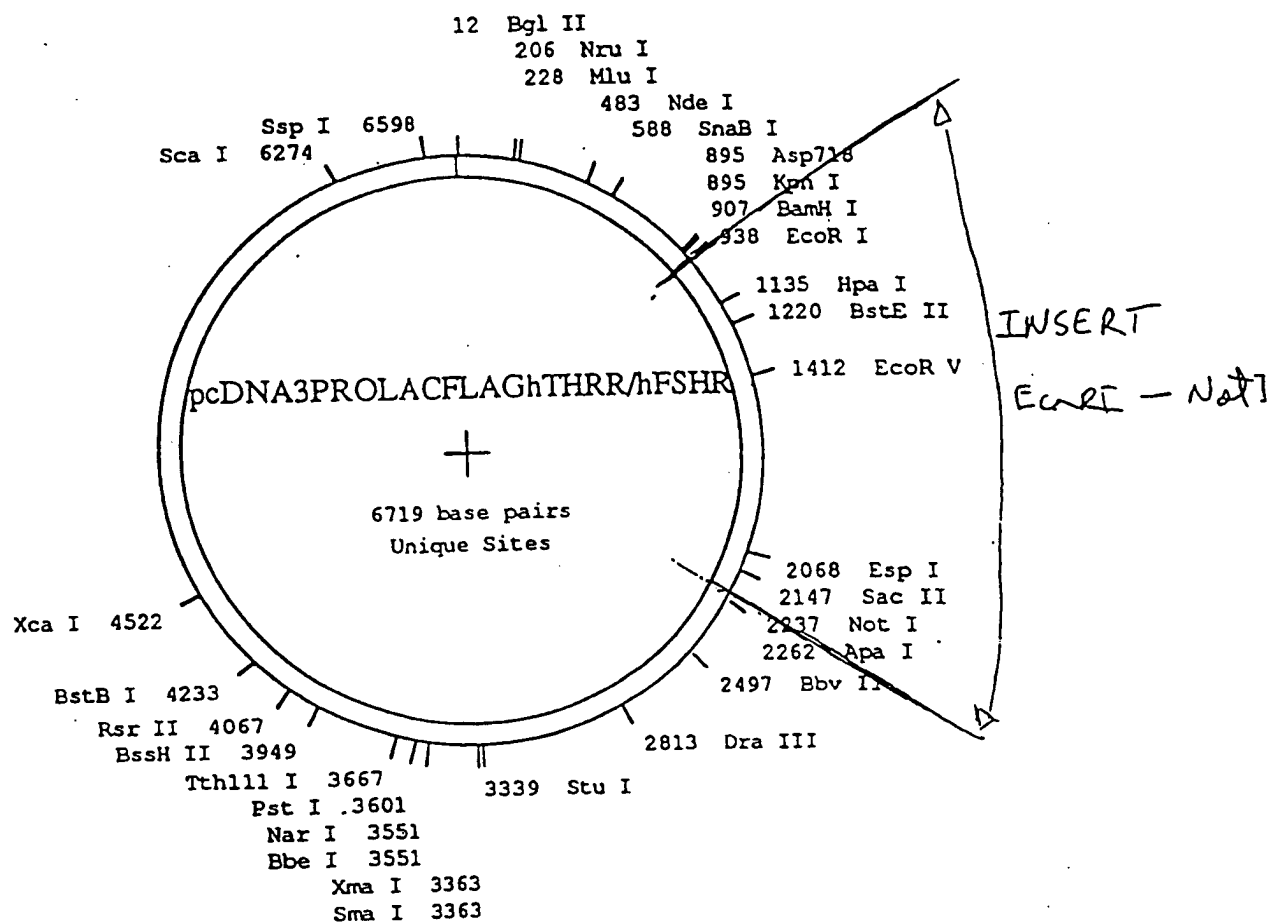 12 Bgl II
206 Nru I
228 Mlu I
483 Nde I
588 SnaB I
895 Asp718
895 Kpn I
907 BamH I
938 EcoR I
1135 Hpa I
1220 BstE II
1412 EcoR V
2068 Esp I
2147 Sac II
2237 Not I
2262 Apa I
2497 Bbv II
2813 Dra III
3339 Stu I
Ssp I 6598
Sca I 6274
Xca I 4522
BstB I 4233
Rsr II 4067
BssH II 3949
Tth111 I 3667
Pst I .3601
Nar I 3551
Bbe I 3551
Xma I 3363
Sma I 3363
pcDNA3PROLACFLAGhTHRR/hFSHR
6719 base pairs
Unique Sites
INSERT
EcoRI — NotI